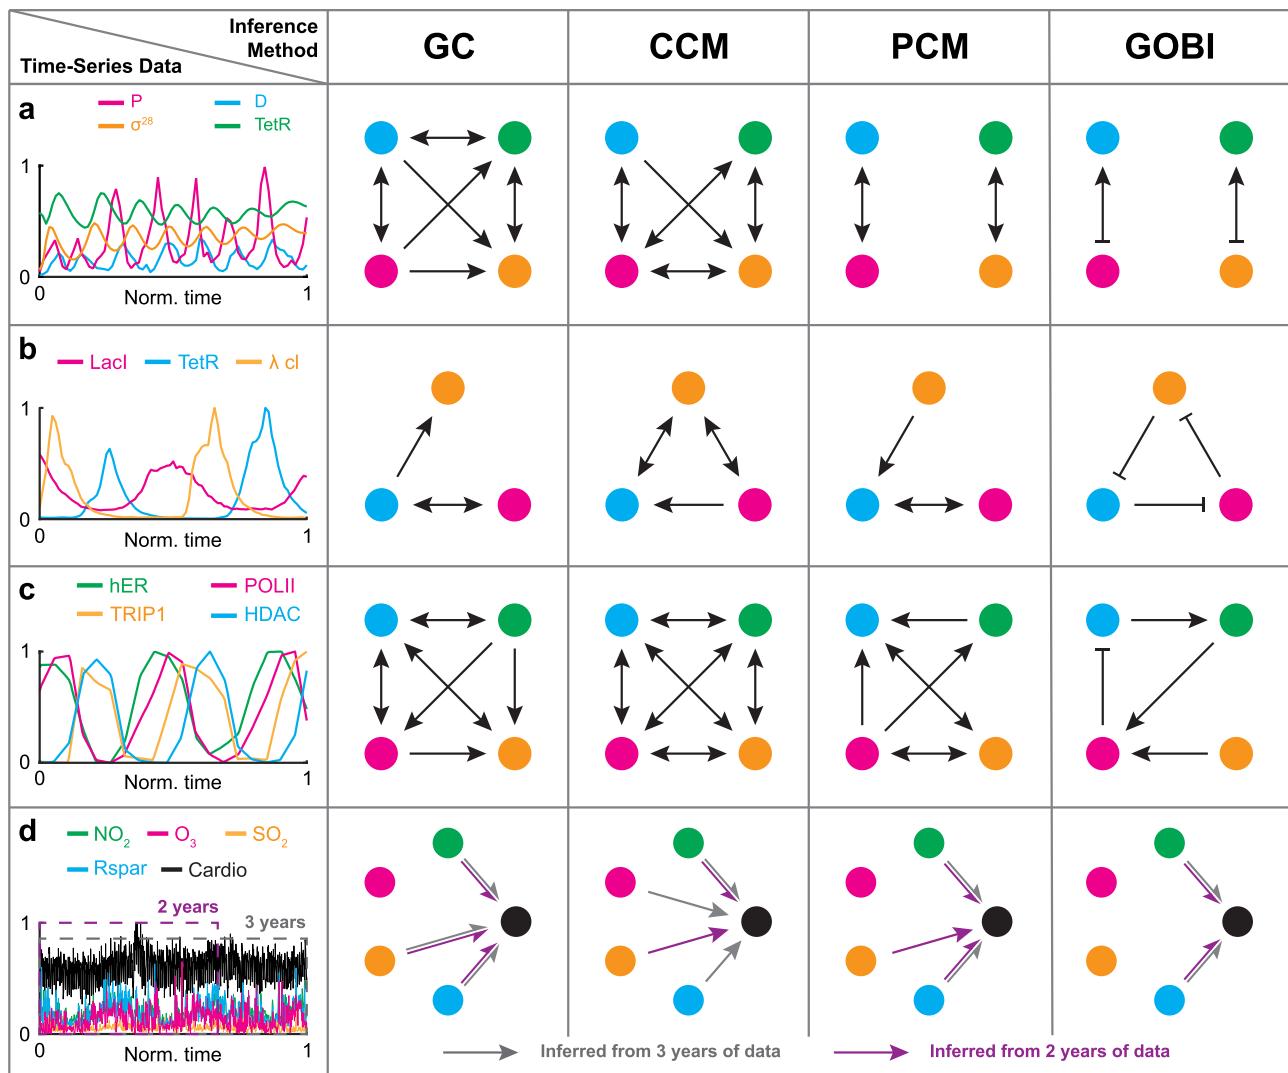 Inference
Method
Time-Series Data
GC
CCM
PCM
GOBI
a
P
D
σ²⁸
TetR
1
0
0
Norm. time
1
b
LacI
TetR
λ cI
1
0
0
Norm. time
1
c
hER
POLII
TRIP1
HDAC
1
0
0
Norm. time
1
d
NO₂
O₃
SO₂
Rspar
Cardio
2 years
3 years
1
0
0
Norm. time
1
Inferred from 3 years of data
Inferred from 2 years of data